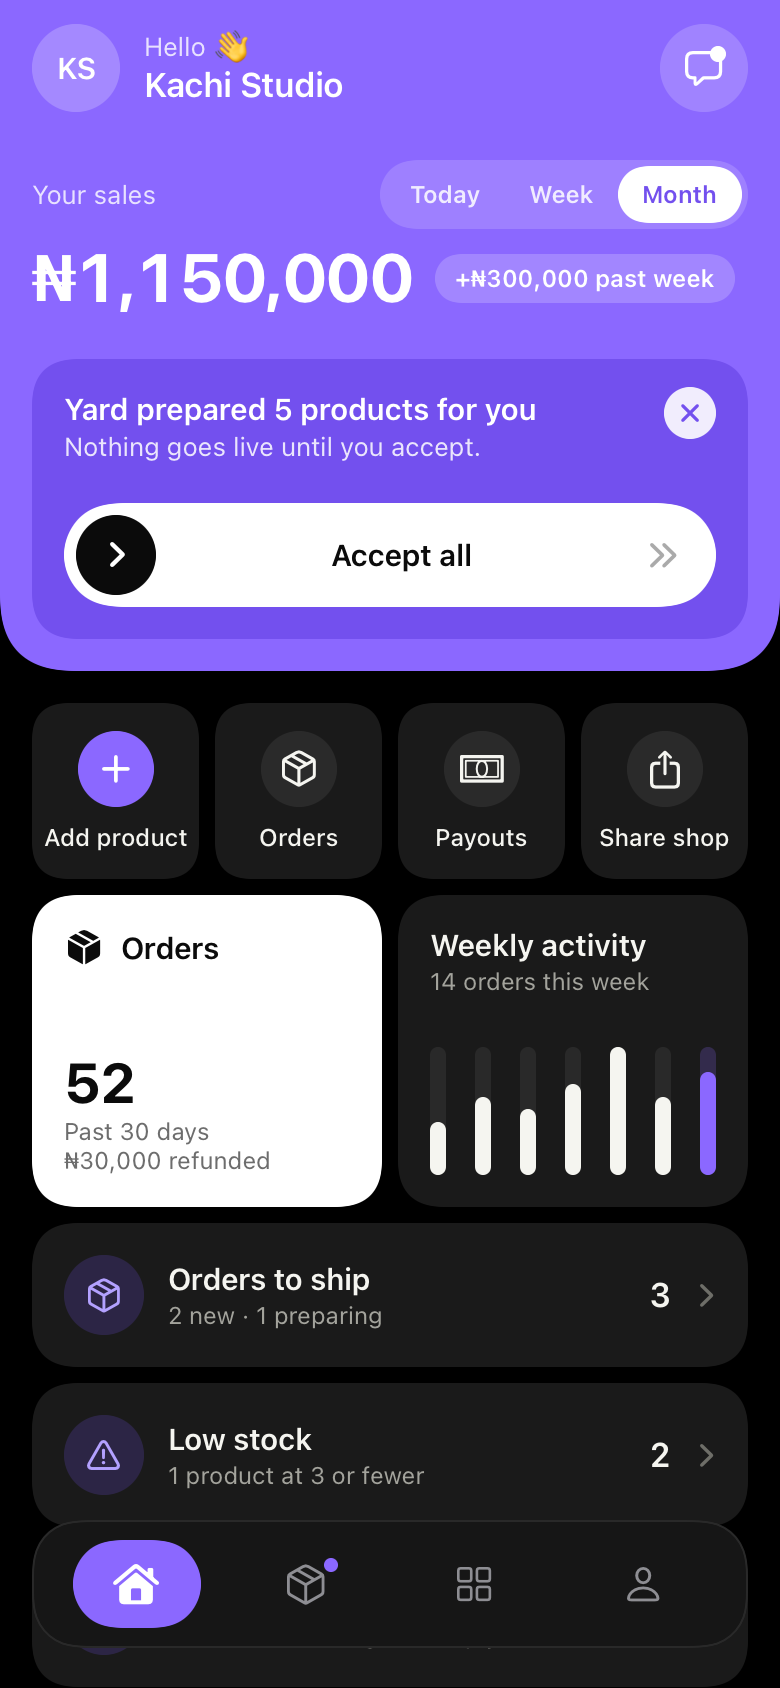 KS
Hello 👋
Kachi Studio
Your sales
Today Week Month
₦1,150,000
+₦300,000 past week
Yard prepared 5 products for you
Nothing goes live until you accept.
Accept all
Add product
Orders
Payouts
Share shop
Orders
52
Past 30 days
₦30,000 refunded
Weekly activity
14 orders this week
Orders to ship
2 new · 1 preparing
3
Low stock
1 product at 3 or fewer
2